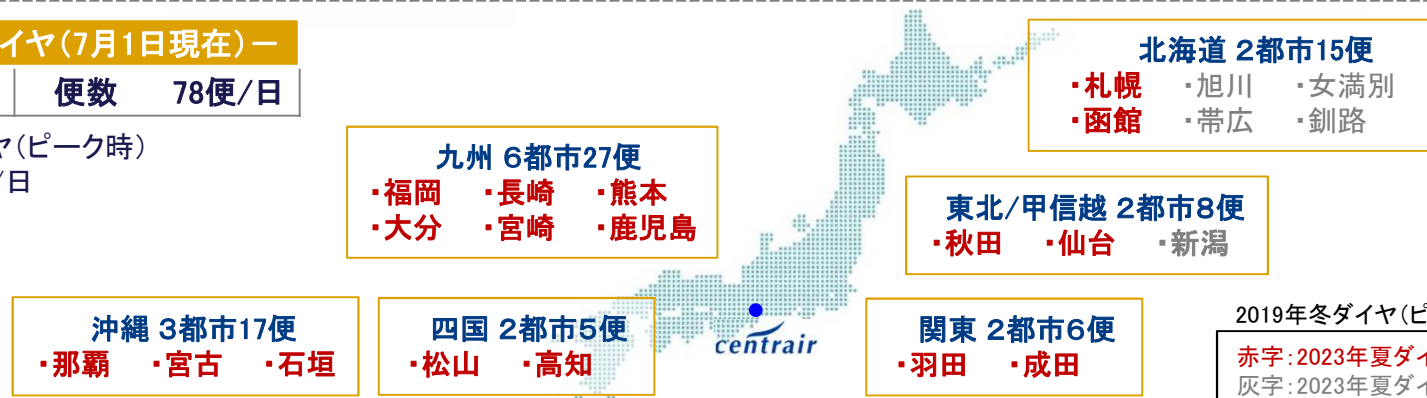 イヤ(7月1日現在)－
便数 78便/日
ヤ(ピーク時)
/日
北海道 2都市15便
・札幌 ・旭川 ・女満別
・函館 ・帯広 ・釧路
九州 6都市27便
・福岡 ・長崎 ・熊本
・大分 ・宮崎 ・鹿児島
東北/甲信越 2都市8便
・秋田 ・仙台 ・新潟
沖縄 3都市17便
・那覇 ・宮古 ・石垣
四国 2都市5便
・松山 ・高知
centrair
関東 2都市6便
・羽田 ・成田
2019年冬ダイヤ(ピ
赤字:2023年夏ダイ
灰字:2023年夏ダイ